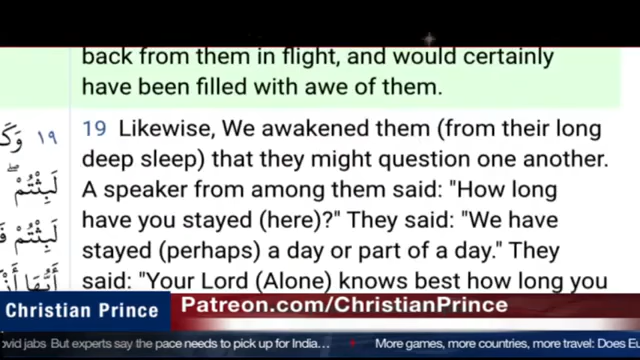 back from them in flight, and would certainly
have been filled with awe of them.
١٩
لَبِثْتُمْ ۖ
19 Likewise, We awakened them (from their long
deep sleep) that they might question one another.
A speaker from among them said: "How long
have you stayed (here)?" They said: "We have
stayed (perhaps) a day or part of a day." They
said: "Your Lord (Alone) knows best how long you
Christian Prince
Patreon.com/ChristianPrince
jabs But experts say the pace needs to pick up for India…
More games, more countries, more travel: Does